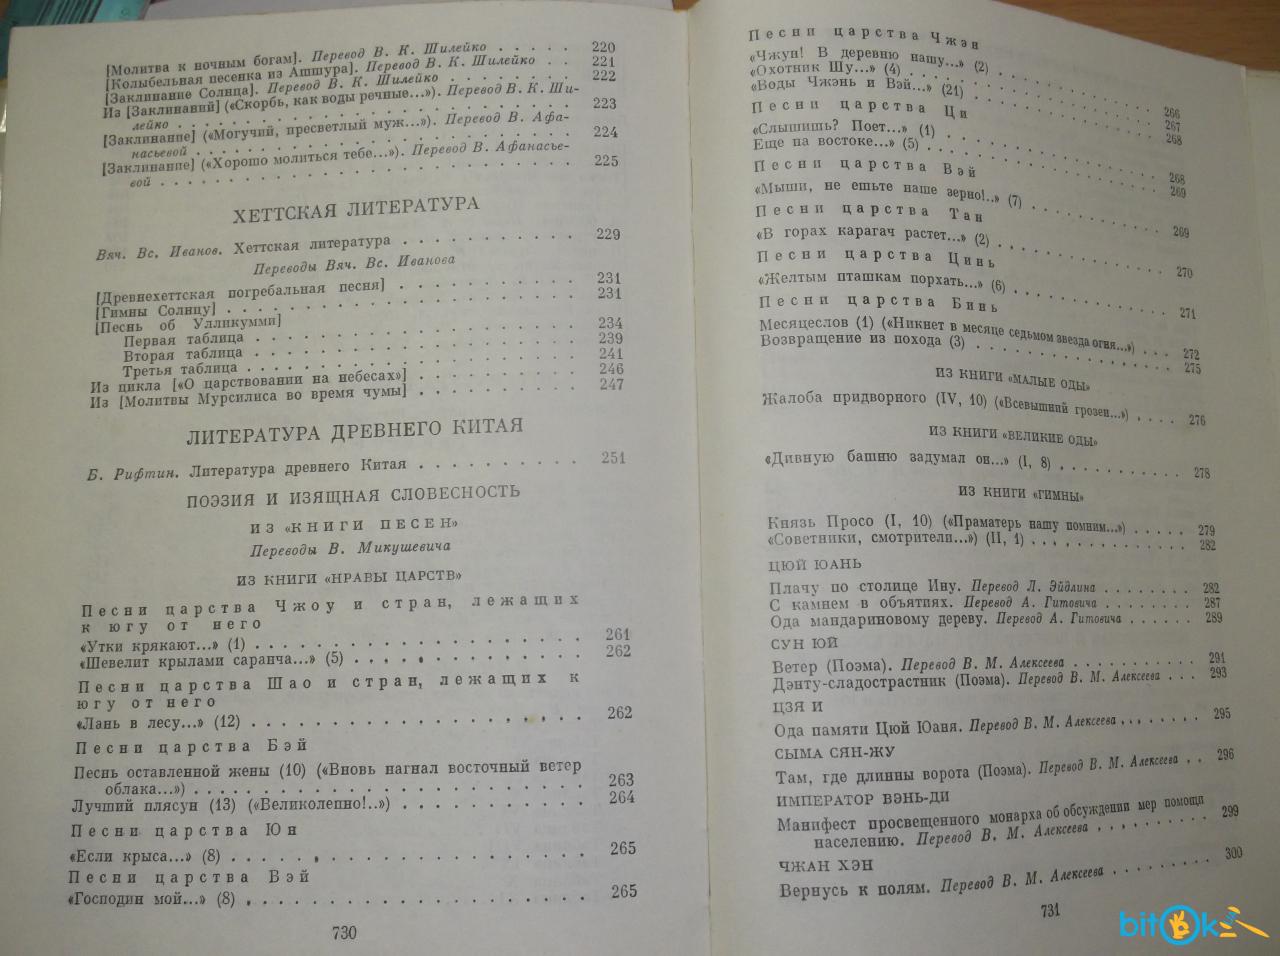 [Молитва к ночным богам]. Перевод В. К. Шилейко . . . . . 220
[Колыбельная песенка из Ашшура]. Перевод В. К. Шилейко . . 221
[Заклинание Солнца]. Перевод В. К. Шилейко . . . . . . . . 222
Из [Заклинаний] («Скорбь, как воды речные...»). Перевод В. К. Ши-
лейко . . . . . . . . . . . . . . . . 223
[Заклинание] («Могучий, пресветлый муж...»). Перевод В. Афа-
насьевой . . . . . . . . . . . . . . . . 224
[Заклинание] («Хорошо молиться тебе...»). Перевод В. Афанасье-
вой . . . . . . . . . . . . . . . . 225
ХЕТТСКАЯ ЛИТЕРАТУРА
Вяч. Вс. Иванов. Хеттская литература . . . . . . . . . . . 229
Переводы Вяч. Вс. Иванова
[Древнехеттская погребальная песня] . . . . . . . . . . . 231
[Гимны Солнцу] . . . . . . . . . . . . . . . . 231
[Песнь об Улликумми]
Первая таблица . . . . . . . . . . . . . . . . 234
Вторая таблица . . . . . . . . . . . . . . . . 239
Третья таблица . . . . . . . . . . . . . . . . 241
Из цикла [«О царствовании на небесах»] . . . . . . . . . . 246
Из [Молитвы Мурсилиса во время чумы] . . . . . . . . . . 247
ЛИТЕРАТУРА ДРЕВНЕГО КИТАЯ
Б. Рифтин. Литература древнего Китая . . . . . . . . . . 251
ПОЭЗИЯ И ИЗЯЩНАЯ СЛОВЕСНОСТЬ
ИЗ «КНИГИ ПЕСЕН»
Переводы В. Микушевича
ИЗ КНИГИ «НРАВЫ ЦАРСТВ»
Песни царства Чжоу и стран, лежащих
к югу от него
«Утки крякают...» (1) . . . . . . . . . . . . . . . . 261
«Шевелит крылами саранча...» (5) . . . . . . . . . . . . 262
Песни царства Шао и стран, лежащих к
югу от него
«Лань в лесу...» (12) . . . . . . . . . . . . . . . . 262
Песни царства Бэй
Песнь оставленной жены (10) («Вновь нагнал восточный ветер
облака...») . . . . . . . . . . . . . . . . 263
Лучший плясун (13) («Великолепно!..») . . . . . . . . . . 264
Песни царства Юн
«Если крыса...» (8) . . . . . . . . . . . . . . . . 265
Песни царства Вэй
«Господин мой...» (8) . . . . . . . . . . . . . . . . 265
730
Песни царства Чжэн
«Чжун! В деревню нашу...» (2) . . . . . . . . . . 266
«Охотник Шу...» (4) . . . . . . . . . . . . . . . . 267
«Воды Чжэнь и Вэй...» (21) . . . . . . . . . . . . 268
Песни царства Ци
«Слышишь? Поет...» (1) . . . . . . . . . . . . . . 268
Еще на востоке...» (5) . . . . . . . . . . . . . . 269
Песни царства Вэй
«Мыши, не ешьте наше зерно!..» (7) . . . . . . . . . 269
Песни царства Тан
«В горах карагач растет...» (2) . . . . . . . . . . . 270
Песни царства Цинь
«Желтым пташкам порхать...» (6) . . . . . . . . . . 271
Песни царства Бинь
Месяцеслов (1) («Никнет в месяце седьмом звезда огня...») . . . 272
Возвращение из похода (3) . . . . . . . . . . . . . 275
ИЗ КНИГИ «МАЛЫЕ ОДЫ»
Жалоба придворного (IV, 10) («Всевышний грозен...») . . . . 276
ИЗ КНИГИ «ВЕЛИКИЕ ОДЫ»
«Дивную башню задумал он...» (I, 8) . . . . . . . . . . 278
ИЗ КНИГИ «ГИМНЫ»
Князь Просо (I, 10) («Праматерь нашу помним...») . . . . . 279
«Советники, смотрители...») (II, 1) . . . . . . . . . . . 282
ЦЮЙ ЮАНЬ
Плачу по столице Ину. Перевод Л. Эйдлина . . . . . . . . 282
С камнем в объятиях. Перевод А. Гитовича . . . . . . . . 287
Ода мандариновому дереву. Перевод А. Гитовича . . . . . . 289
СУН ЮЙ
Ветер (Поэма). Перевод В. М. Алексеева . . . . . . . . . 291
Дэнту-сладострастник (Поэма). Перевод В. М. Алексеева . . . 293
ЦЗЯ И
Ода памяти Цюй Юаня. Перевод В. М. Алексеева . . . . . . 295
СЫМА СЯН-ЖУ
Там, где длинны ворота (Поэма). Перевод В. М. Алексеева . . 296
ИМПЕРАТОР ВЭНЬ-ДИ
Манифест просвещенного монарха об обсуждении мер помощи
населению. Перевод В. М. Алексеева . . . . . . . . . 299
ЧЖАН ХЭН
Вернусь к полям. Перевод В. М. Алексеева . . . . . . . . 300
731